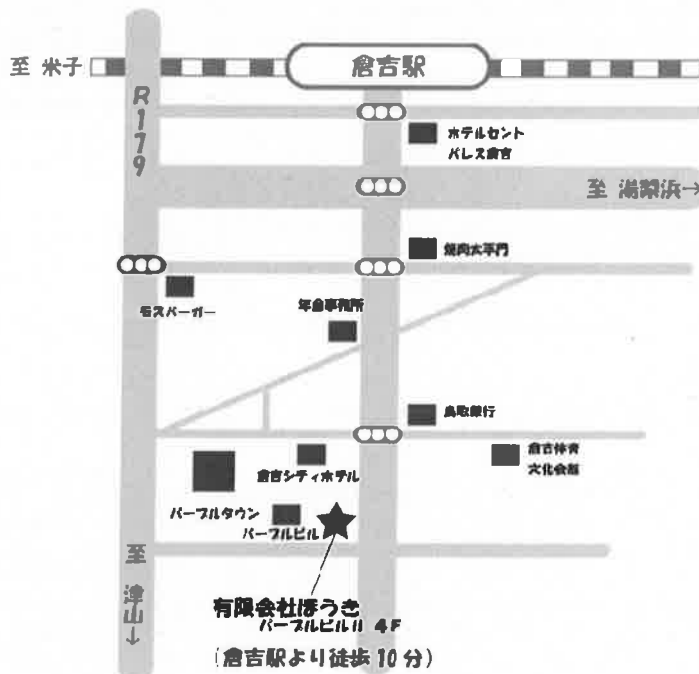 倉吉駅
至 米子
R179
ホテルセント
パレス倉吉
至 湯梨浜→
焼肉太平門
モスバーガー
年金事務所
鳥取銀行
倉吉体育
文化会館
倉吉シティホテル
パープルタウン
パープルビル
至 津山→
有限会社ほうき
パープルビルII 4F
(倉吉駅より徒歩10分)